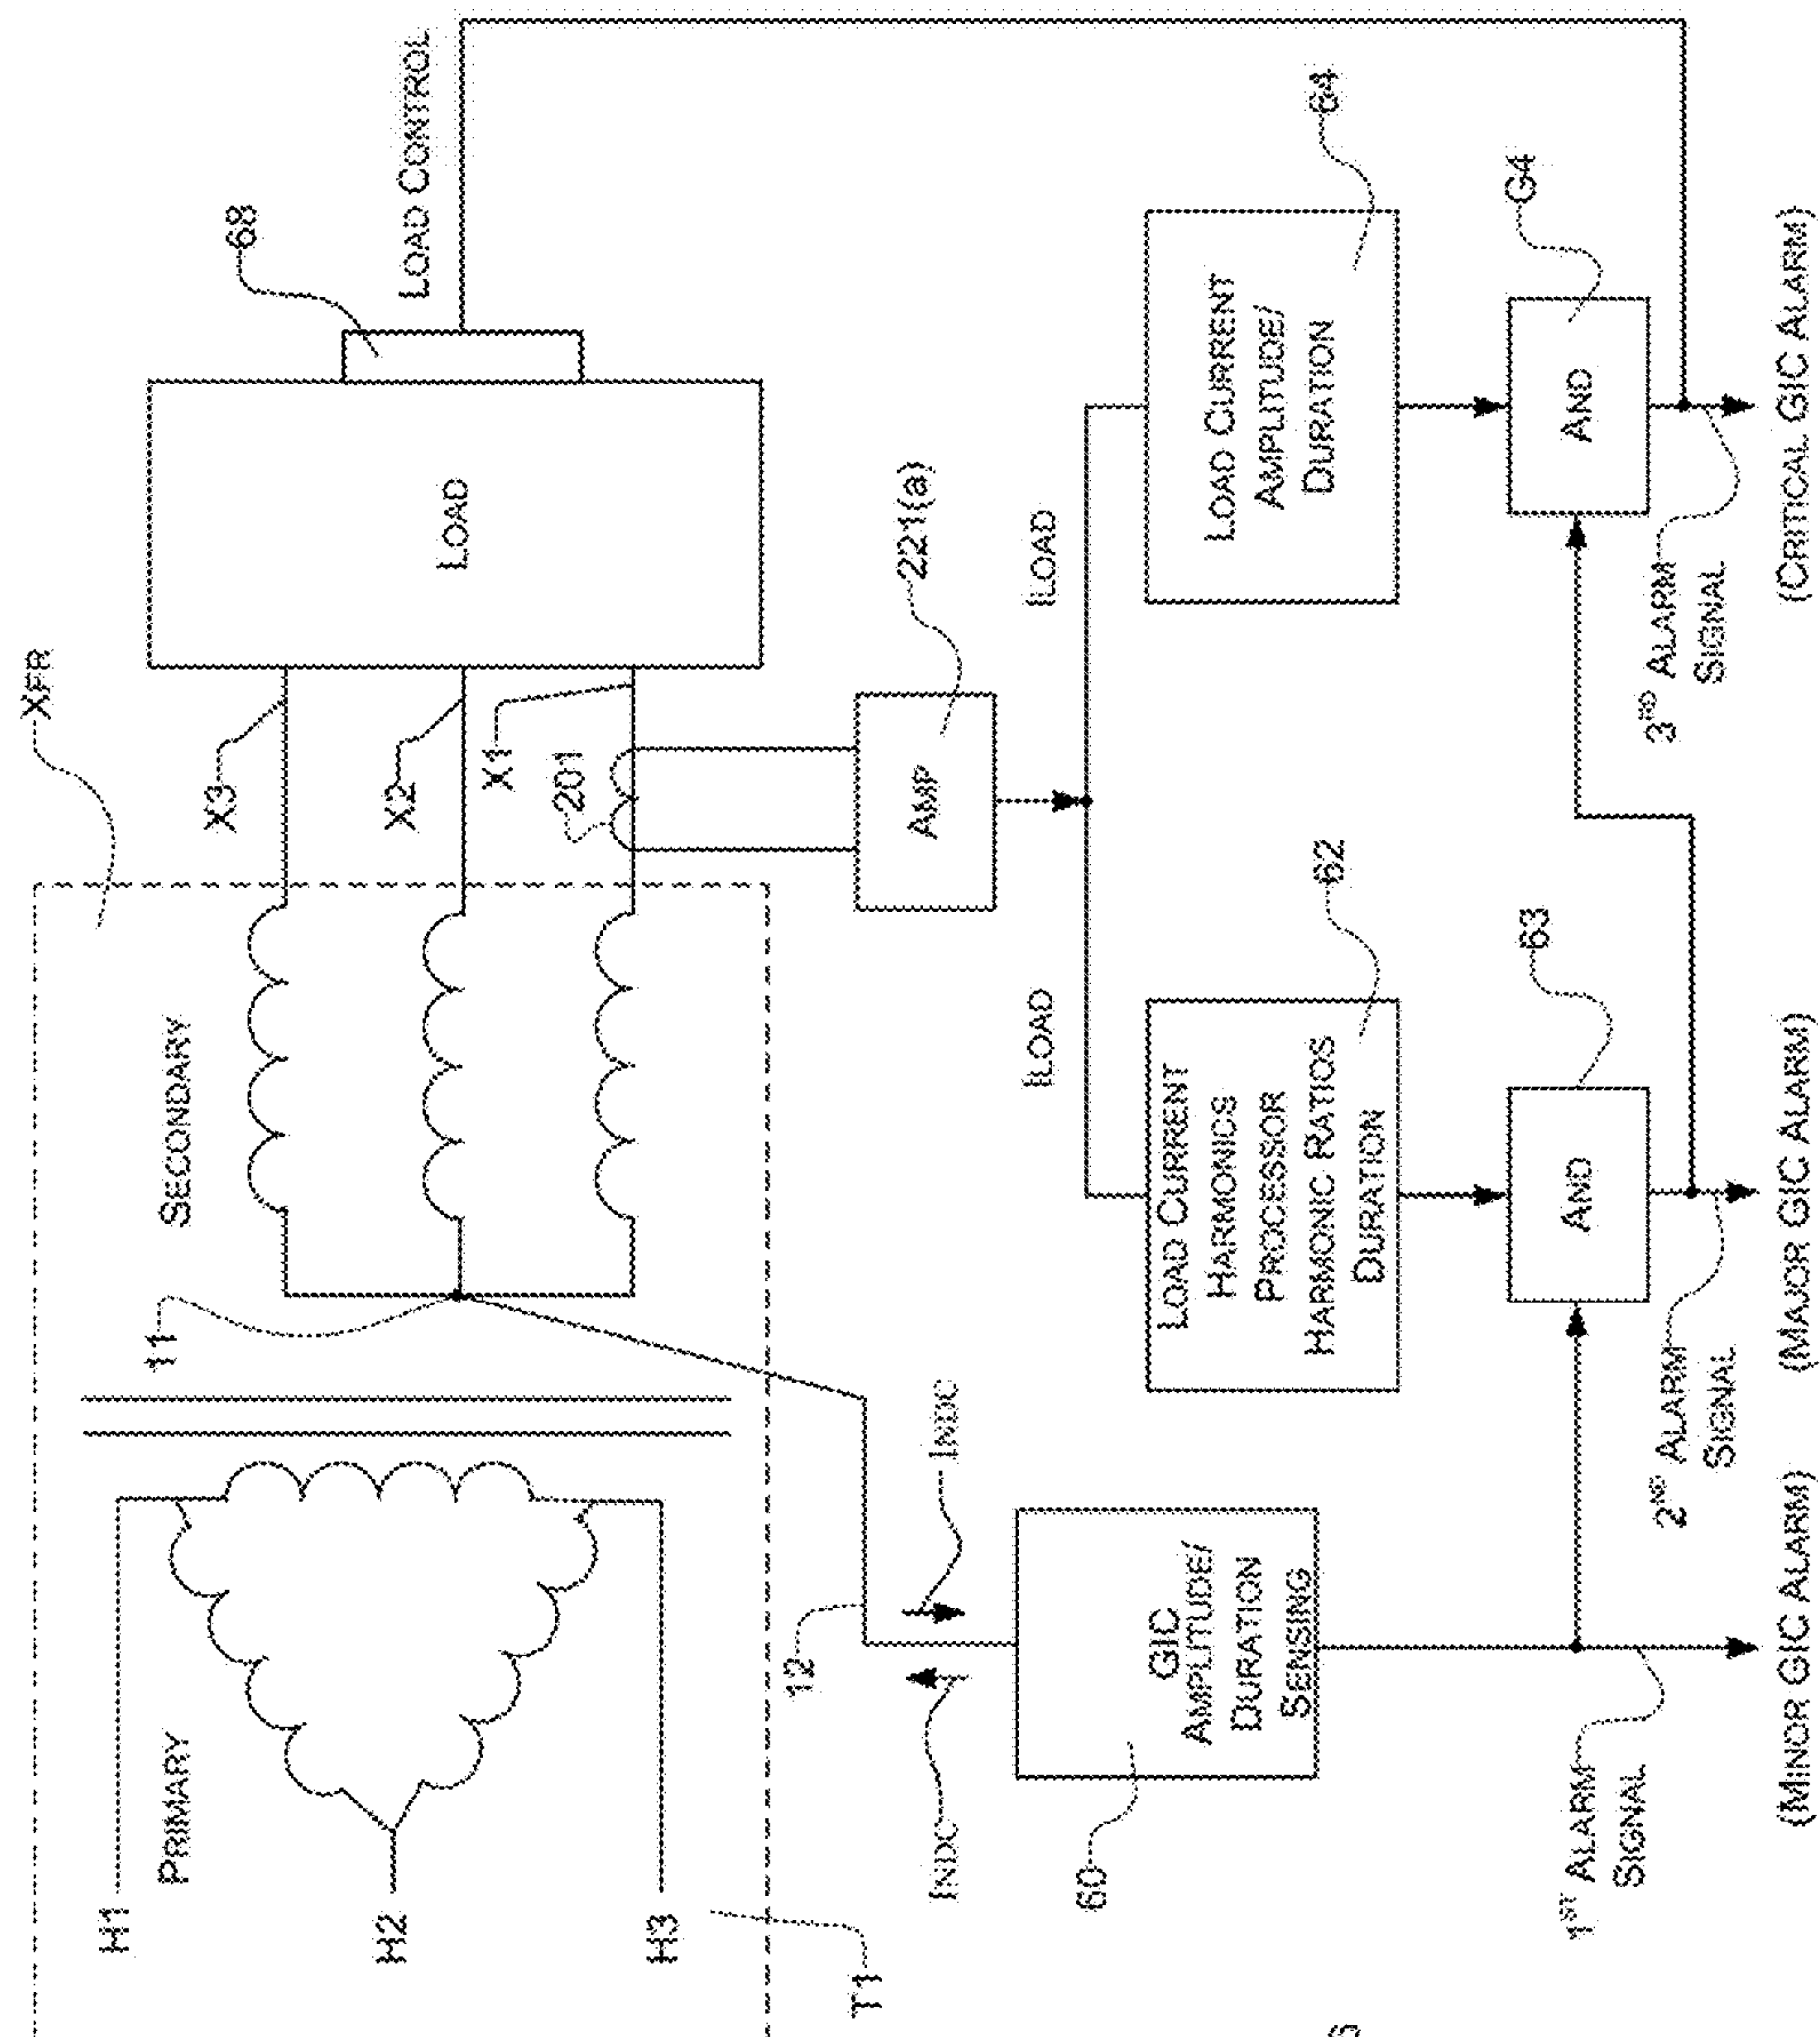 XFR
T1
PRIMARY
H1
H2
H3
SECONDARY
11
X3
X2
X1
201
LOAD
68
LOAD CONTROL
12
INDC
INDC
AMP
221(a)
ILOAD
ILOAD
GIC
AMPLITUDE/
DURATION
SENSING
60
LOAD CURRENT
HARMONICS
PROCESSOR
HARMONIC RATIOS
DURATION
62
LOAD CURRENT
AMPLITUDE/
DURATION
64
AND
63
AND
G4
1ST ALARM
SIGNAL
2ND ALARM
SIGNAL
3RD ALARM
SIGNAL
(MINOR GIC ALARM)
(MAJOR GIC ALARM)
(CRITICAL GIC ALARM)